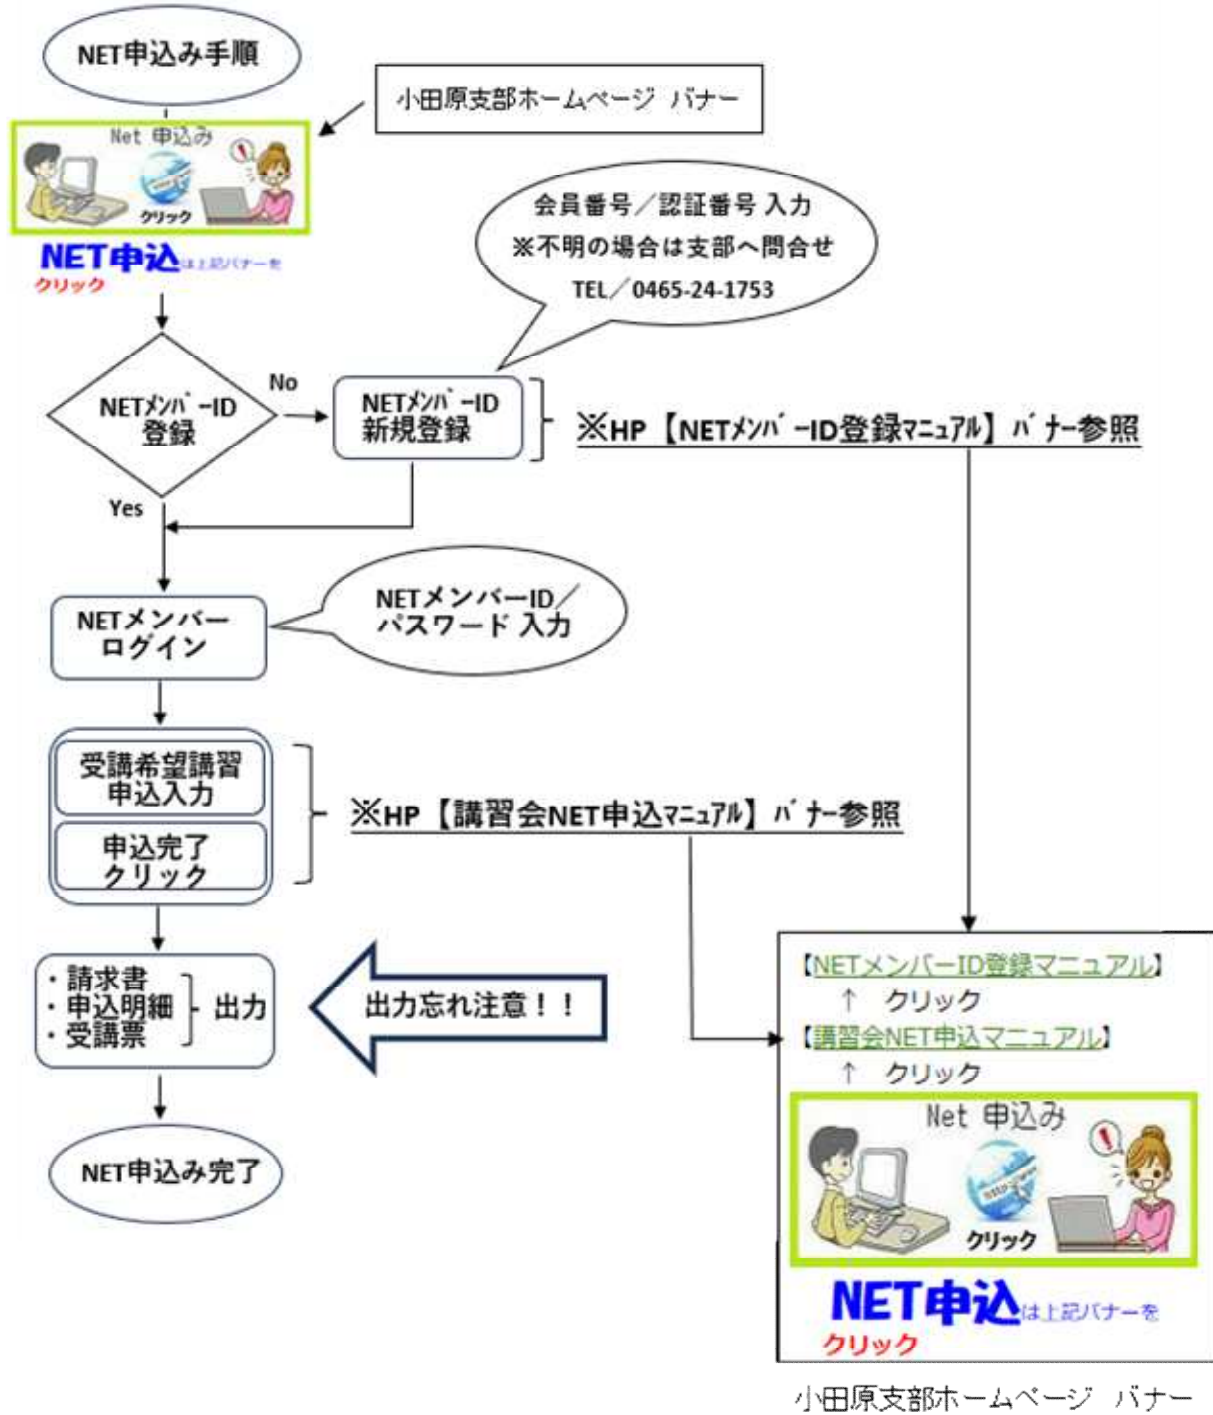 NET申込み手順
小田原支部ホームページ バナー
Net 申込み
クリック
NET申込は上記バナーを
クリック
会員番号／認証番号 入力
※不明の場合は支部へ問合せ
TEL／0465-24-1753
NETﾒﾝﾊﾞｰID
登録
No
NETﾒﾝﾊﾞｰID
新規登録
※HP【NETﾒﾝﾊﾞｰID登録ﾏﾆｭｱﾙ】ﾊﾞﾅｰ参照
Yes
NETメンバー
ログイン
NETメンバーID／
パスワード 入力
受講希望講習
申込入力
申込完了
クリック
※HP【講習会NET申込ﾏﾆｭｱﾙ】ﾊﾞﾅｰ参照
・請求書
・申込明細
・受講票
出力
出力忘れ注意！！
NET申込み完了
【NETメンバーID登録マニュアル】
↑ クリック
【講習会NET申込マニュアル】
↑ クリック
Net 申込み
クリック
NET申込は上記バナーを
クリック
小田原支部ホームページ バナー